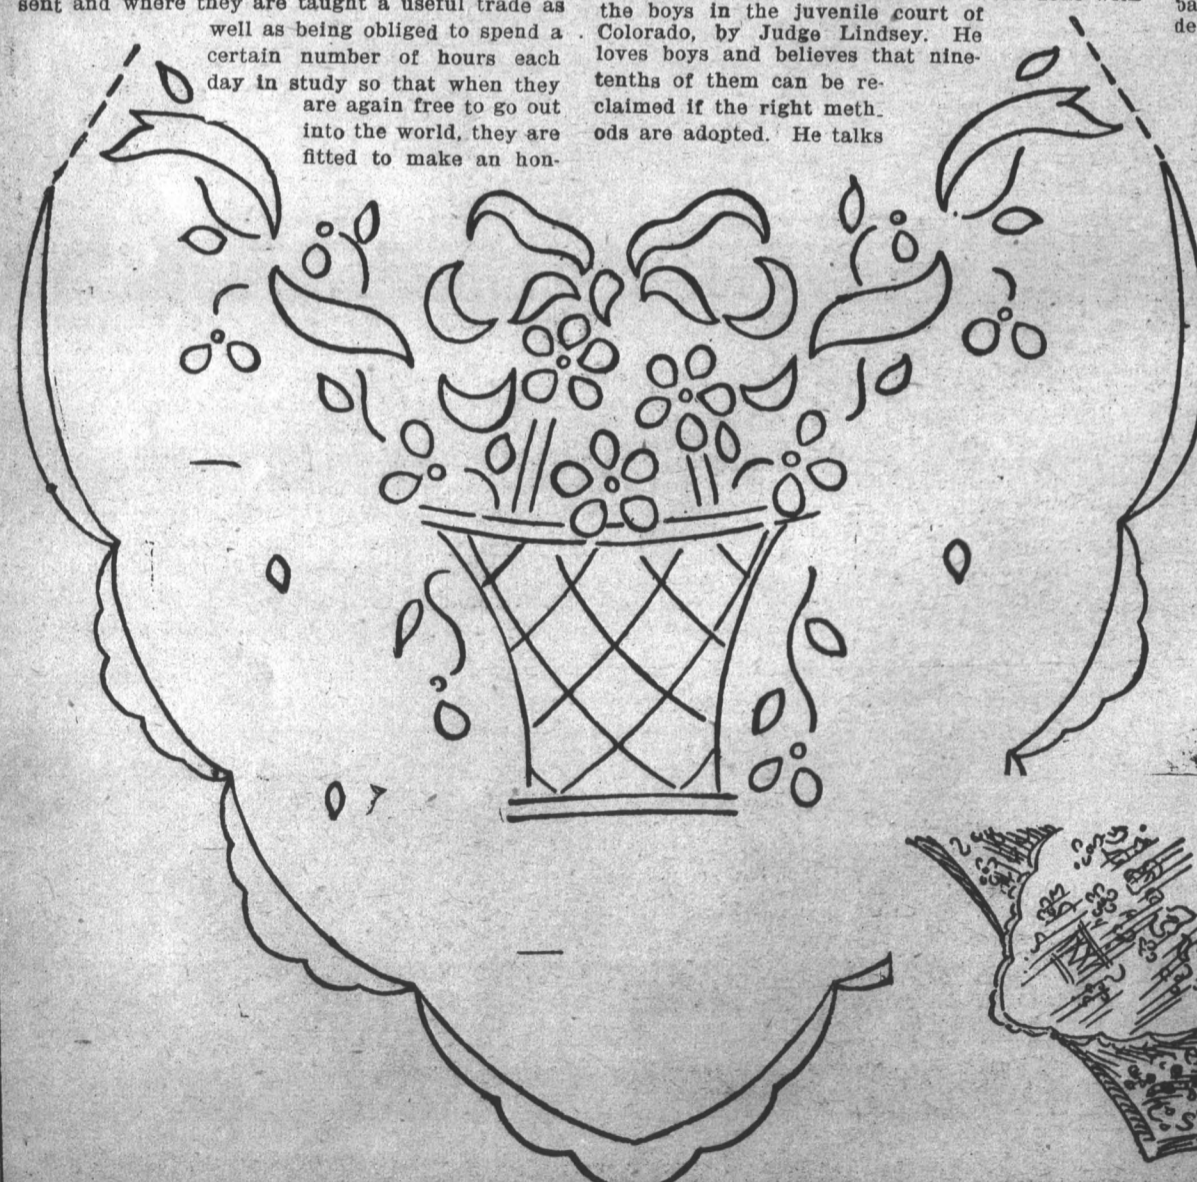 sent and where they are taught a useful trade as
well as being obliged to spend a
certain number of hours each
day in study so that when they
are again free to go out
into the world, they are
fitted to make an hon-
the boys in the juvenile court of
Colorado, by Judge Lindsey. He
loves boys and believes that nine-
tenths of them can be re-
claimed if the right meth-
ods are adopted. He talks
de